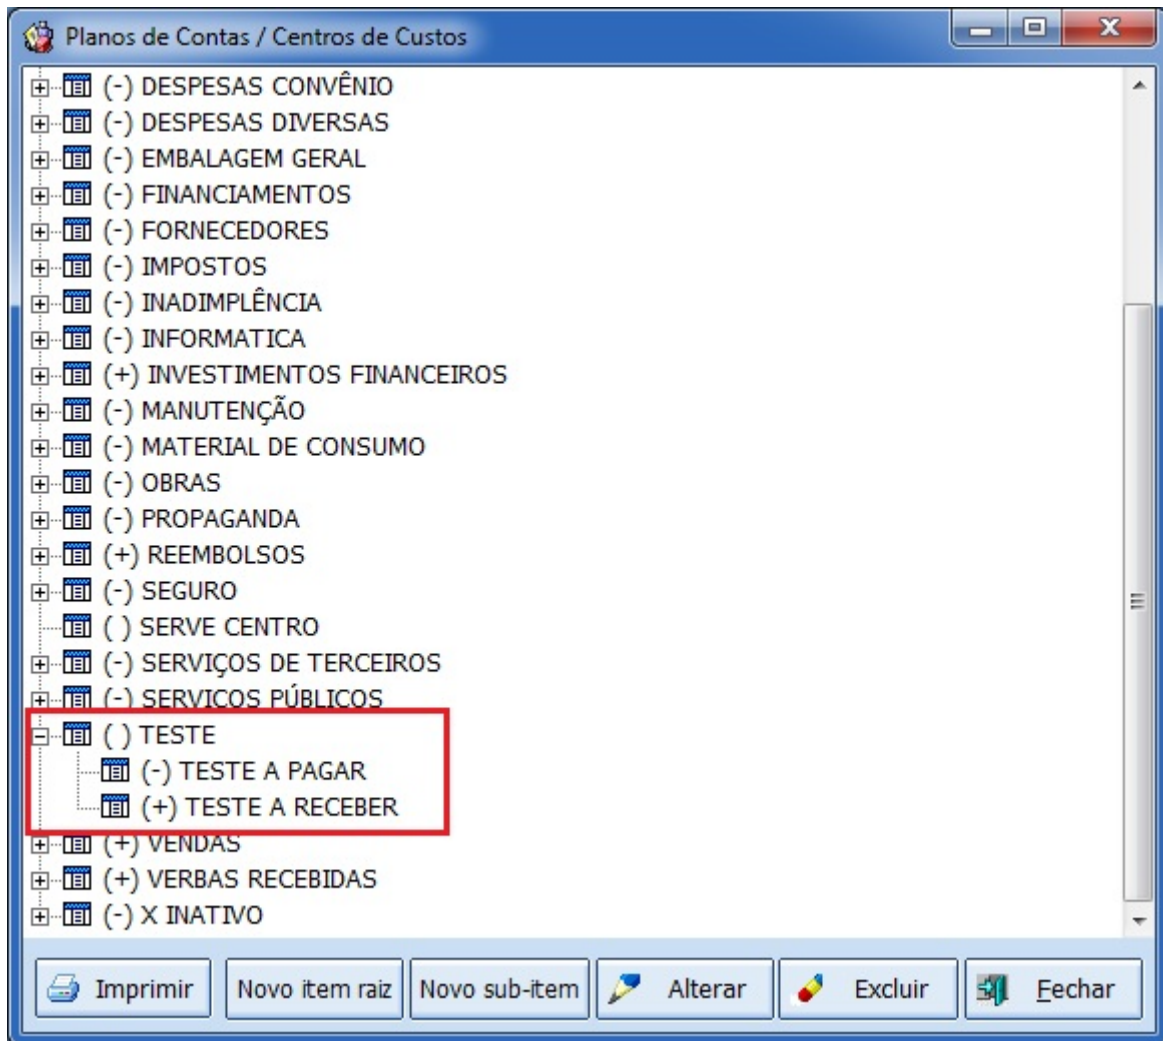 Planos de Contas / Centros de Custos
(-) DESPESAS CONVÊNIO
(-) DESPESAS DIVERSAS
(-) EMBALAGEM GERAL
(-) FINANCIAMENTOS
(-) FORNECEDORES
(-) IMPOSTOS
(-) INADIMPLÊNCIA
(-) INFORMATICA
(+) INVESTIMENTOS FINANCEIROS
(-) MANUTENÇÃO
(-) MATERIAL DE CONSUMO
(-) OBRAS
(-) PROPAGANDA
(+) REEMBOLSOS
(-) SEGURO
( ) SERVE CENTRO
(-) SERVIÇOS DE TERCEIROS
(-) SERVIÇOS PÚBLICOS
( ) TESTE
(-) TESTE A PAGAR
(+) TESTE A RECEBER
(+) VENDAS
(+) VERBAS RECEBIDAS
(-) X INATIVO
Imprimir Novo item raiz Novo sub-item Alterar Excluir Fechar